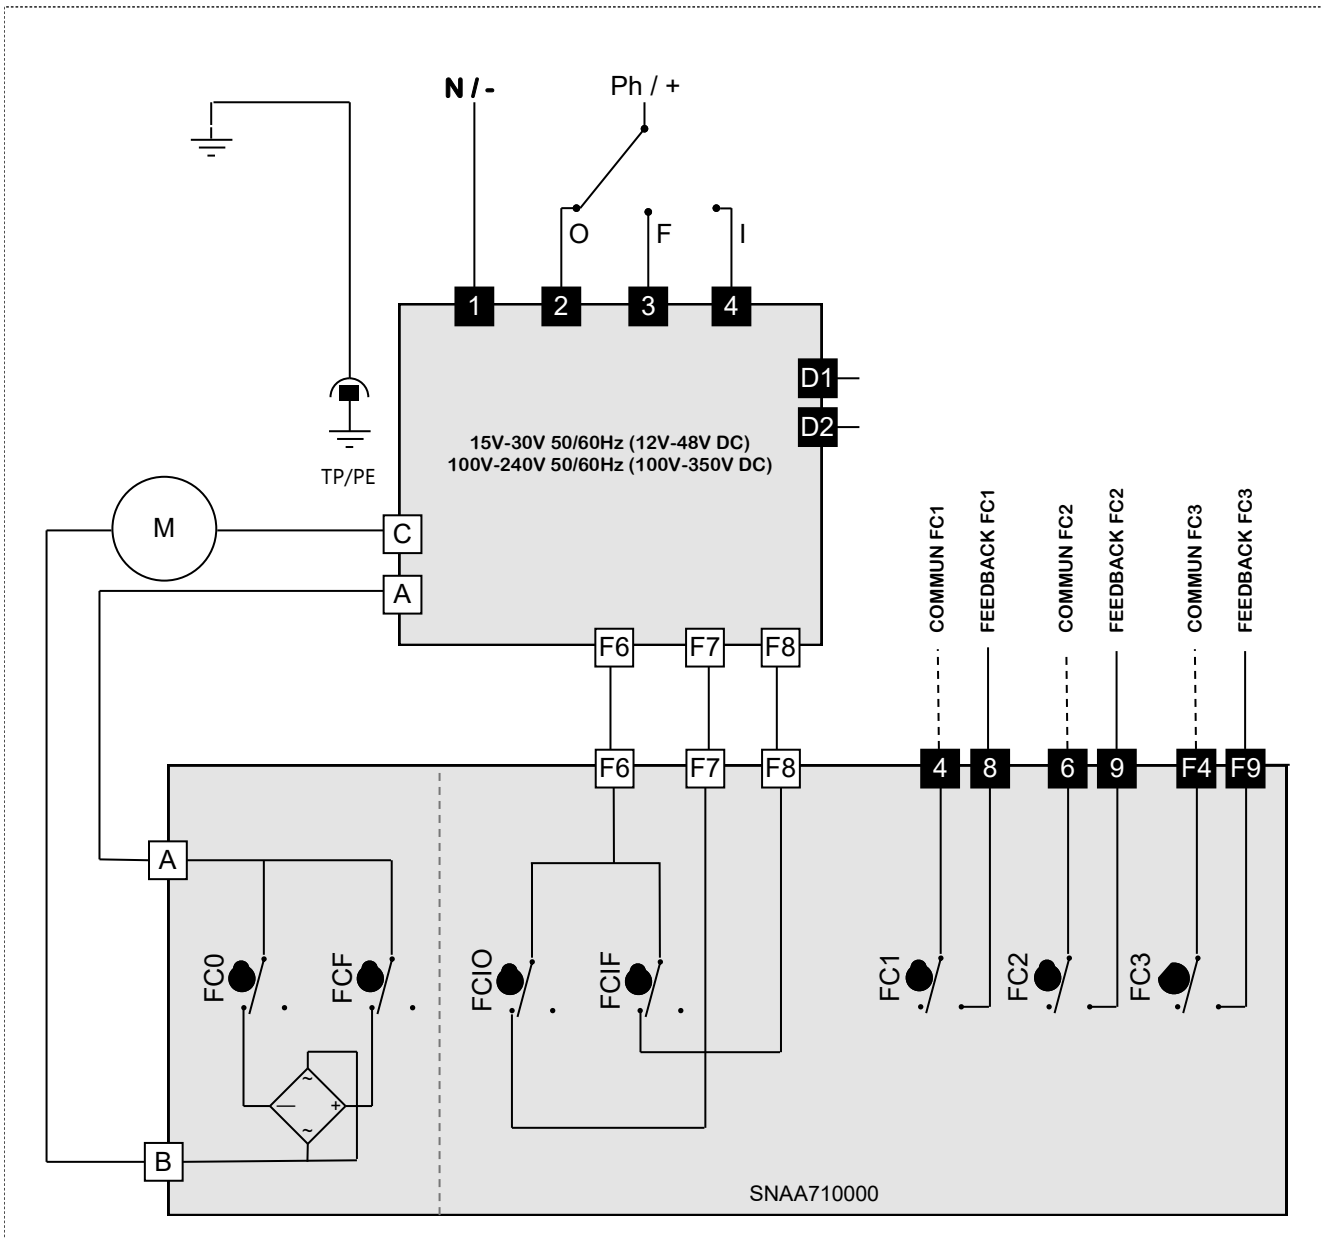 N / -
Ph / +
O
F
I
1
2
3
4
D1
D2
15V-30V 50/60Hz (12V-48V DC)
100V-240V 50/60Hz (100V-350V DC)
TP/PE
M
C
A
F6
F7
F8
COMMUN FC1
FEEDBACK FC1
COMMUN FC2
FEEDBACK FC2
COMMUN FC3
FEEDBACK FC3
F6
F7
F8
4
8
6
9
F4
F9
A
FC0
FCF
FCIO
FCIF
FC1
FC2
FC3
~
— +
~
B
SNAA710000